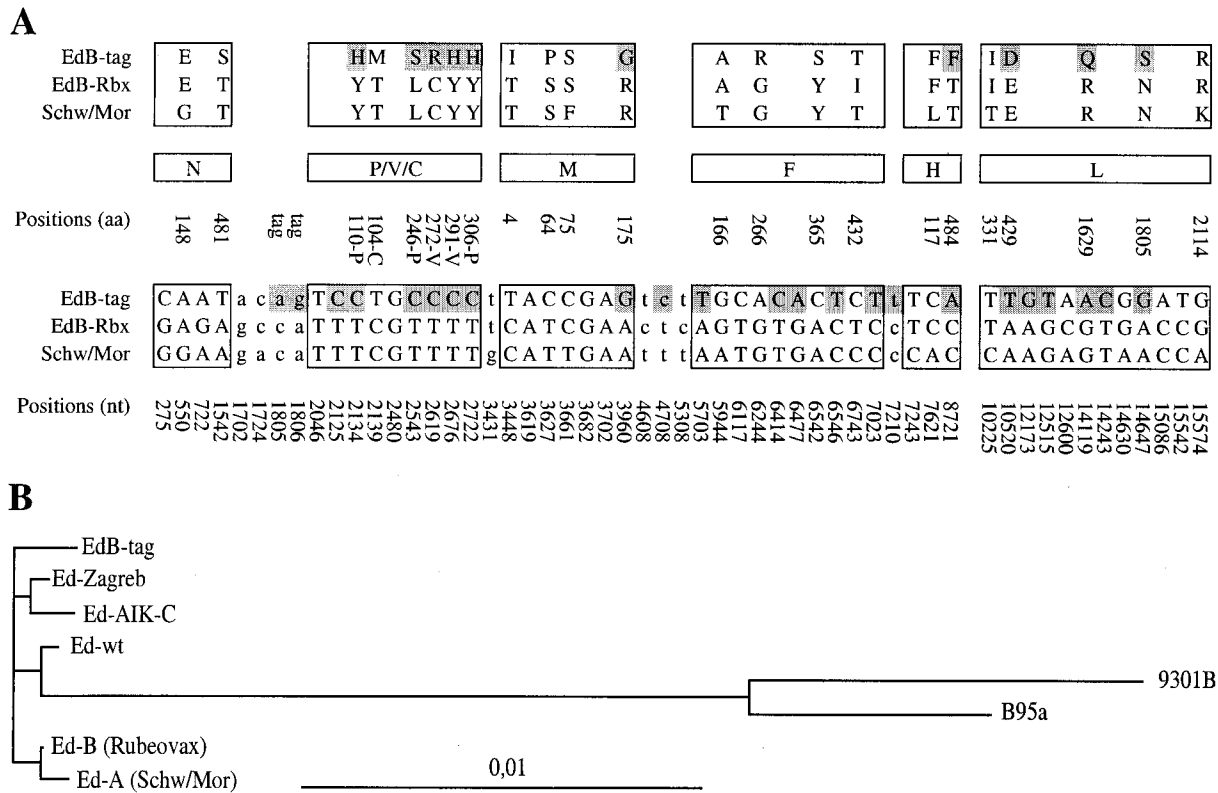 A
EdB-tag E S H M S R H H I P S G A R S T F F I D Q S R
EdB-Rbx E T Y T L C Y Y T S S R A G Y I F T I E R N R
Schw/Mor G T Y T L C Y Y T S F R T G Y T L T T E R N K
N P/V/C M F H L
Positions (aa) 148 481 tag tag 110-P 104-C 246-P 272-V 291-V 306-P 4 64 75 175 166 266 365 432 117 484 331 429 1629 1805 2114
EdB-tag C A A T a c a g T C C T G C C C C t T A C C G A G t c t T G C A C A C T C T t T C A T T G T A A C G G A T G
EdB-Rbx G A G A g c c a T T T C G T T T T t C A T C G A A c t c A G T G T G A C T C c T C C T A A G C G T G A C C G
Schw/Mor G G A A g a c a T T T C G T T T T g C A T T G A A t t t A A T G T G A C C C c C A C C A A G A G T A A C C A
Positions (nt) 275 550 722 1542 1702 1724 1805 1806 2046 2125 2134 2139 2480 2543 2619 2676 2722 3431 3448 3619 3627 3661 3682 3702 3960 4608 4708 5308 5703 5944 6117 6244 6414 6477 6542 6546 6743 7023 7210 7243 7621 8721 10225 10520 12173 12515 12600 14119 14243 14630 14647 15086 15542 15574
B
EdB-tag
Ed-Zagreb
Ed-AIK-C
Ed-wt
9301B
B95a
Ed-B (Rubeovax)
Ed-A (Schw/Mor)
0,01